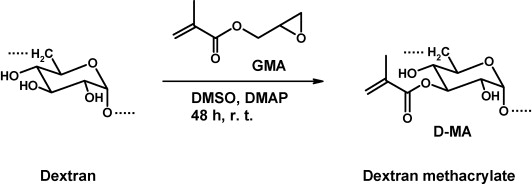 GMA
DMSO, DMAP
48 h, r. t.
H₂C
O
HO
HO
OH
O
O
O
O
H₂C
O
HO
O
O
OH
O
D-MA
Dextran
Dextran methacrylate